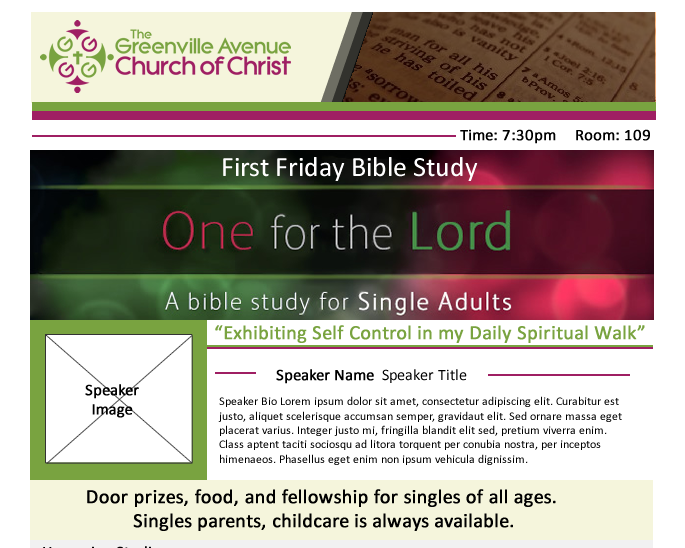 The
Greenville Avenue
Church of Christ
man for all his
striving of his
he has toiled
who is vanity
Time: 7:30pm Room: 109
First Friday Bible Study
One for the Lord
A bible study for Single Adults
“Exhibiting Self Control in my Daily Spiritual Walk”
Speaker
Image
Speaker Name Speaker Title
Speaker Bio Lorem ipsum dolor sit amet, consectetur adipiscing elit. Curabitur est
justo, aliquet scelerisque accumsan semper, gravidaut elit. Sed ornare massa eget
placerat varius. Integer justo mi, fringilla blandit elit sed, pretium viverra enim.
Class aptent taciti sociosqu ad litora torquent per conubia nostra, per inceptos
himenaeos. Phasellus eget enim non ipsum vehicula dignissim.
Door prizes, food, and fellowship for singles of all ages.
Singles parents, childcare is always available.